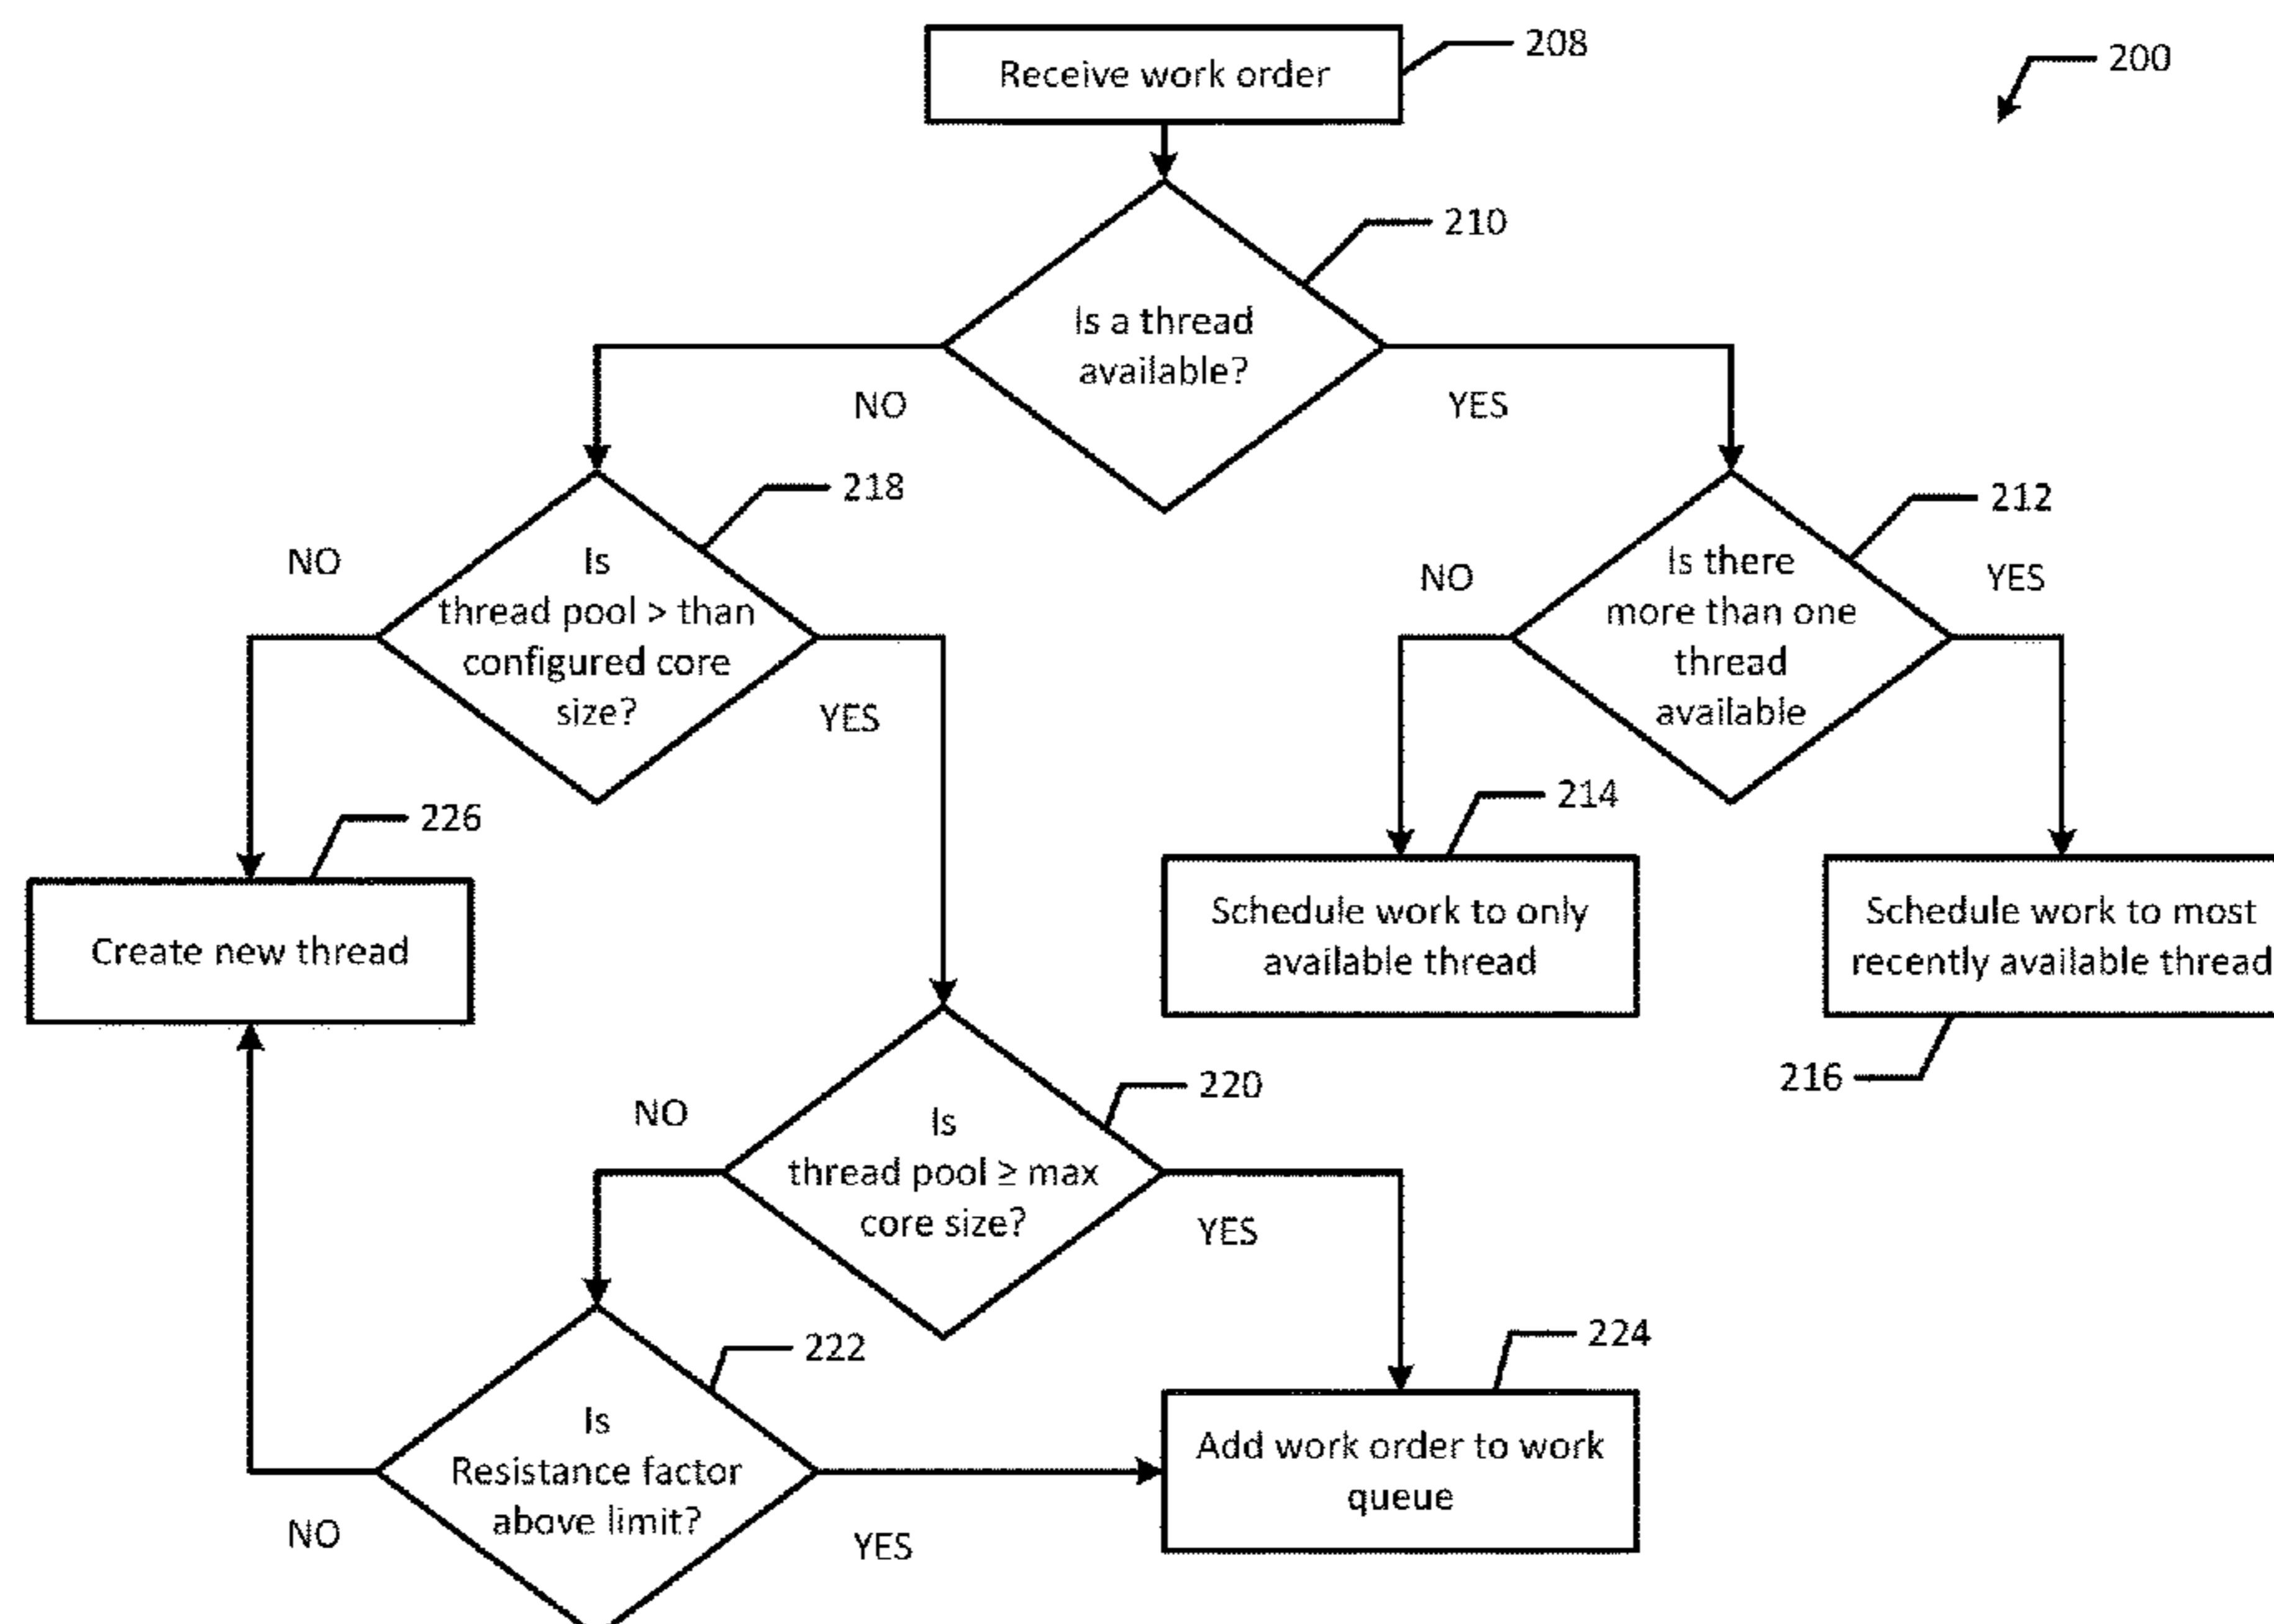 Receive work order
208
200
210
Is a thread
available?
NO
YES
218
Is
thread pool > than
configured core
size?
NO
YES
212
Is there
more than one
thread
available
NO
YES
226
Create new thread
214
Schedule work to only
available thread
Schedule work to most
recently available thread
216
220
Is
thread pool ≥ max
core size?
NO
YES
222
Is
Resistance factor
above limit?
NO
YES
224
Add work order to work
queue